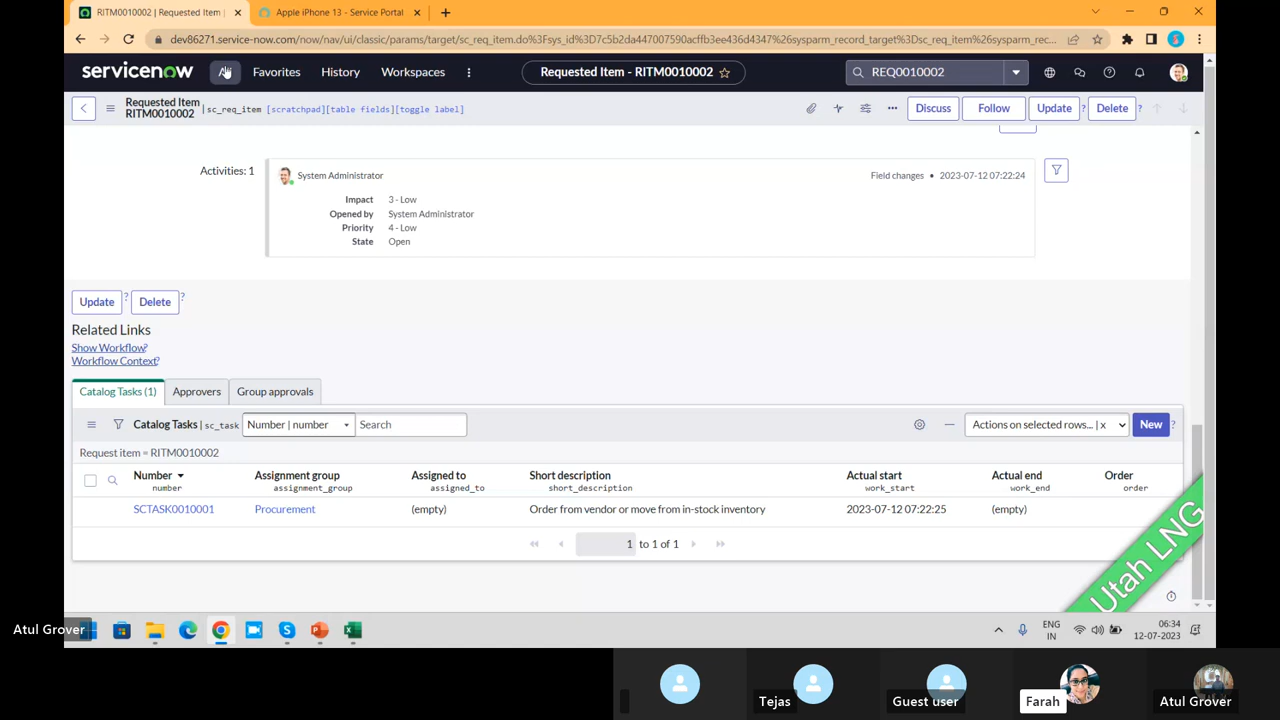 RITM0010002 | Requested Item |
Apple iPhone 13 - Service Portal
dev86271.service-now.com/now/nav/ui/classic/params/target/sc_req_item.do%3Fsys_id%3D7c5b2da447007590acffb3ee436d4347%26sysparm_record_target%3Dsc_req_item%26sysparm_rec...
servicenow All Favorites History Workspaces Requested Item - RITM0010002 REQ0010002
Requested Item
RITM0010002 | sc_req_item [scratchpad][table fields][toggle label] Discuss Follow Update ? Delete ?
Activities: 1
System Administrator Field changes • 2023-07-12 07:22:24
Impact 3 - Low
Opened by System Administrator
Priority 4 - Low
State Open
Update ? Delete ?
Related Links
Show Workflow?
Workflow Context?
Catalog Tasks (1) Approvers Group approvals
Catalog Tasks | sc_task Number | number Search Actions on selected rows... | x New ?
Request item = RITM0010002
Number Assignment group Assigned to Short description Actual start Actual end Order
number assignment_group assigned_to short_description work_start work_end order
SCTASK0010001 Procurement (empty) Order from vendor or move from in-stock inventory 2023-07-12 07:22:25 (empty)
1 to 1 of 1
Utah LNG
Atul Grover
ENG
IN
06:34
12-07-2023
Tejas
Guest user
Farah
Atul Grover